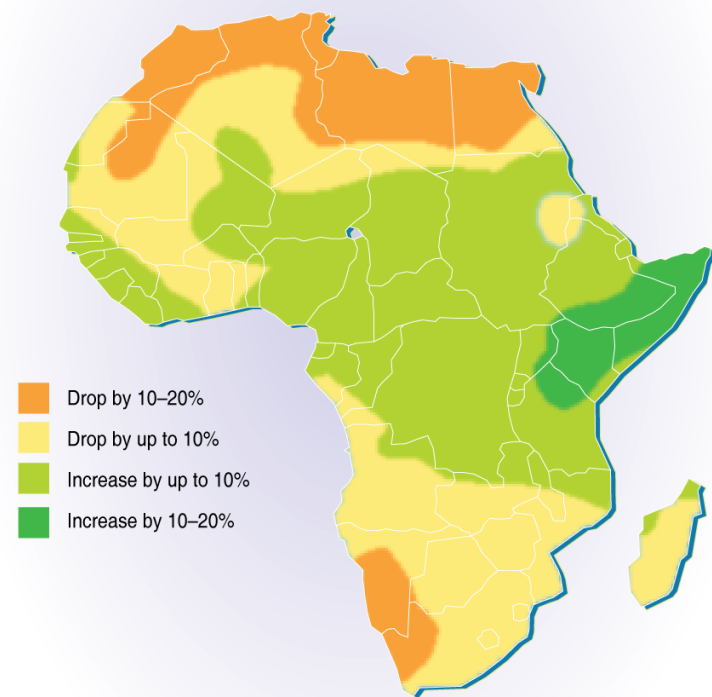 Drop by 10–20%
Drop by up to 10%
Increase by up to 10%
Increase by 10–20%